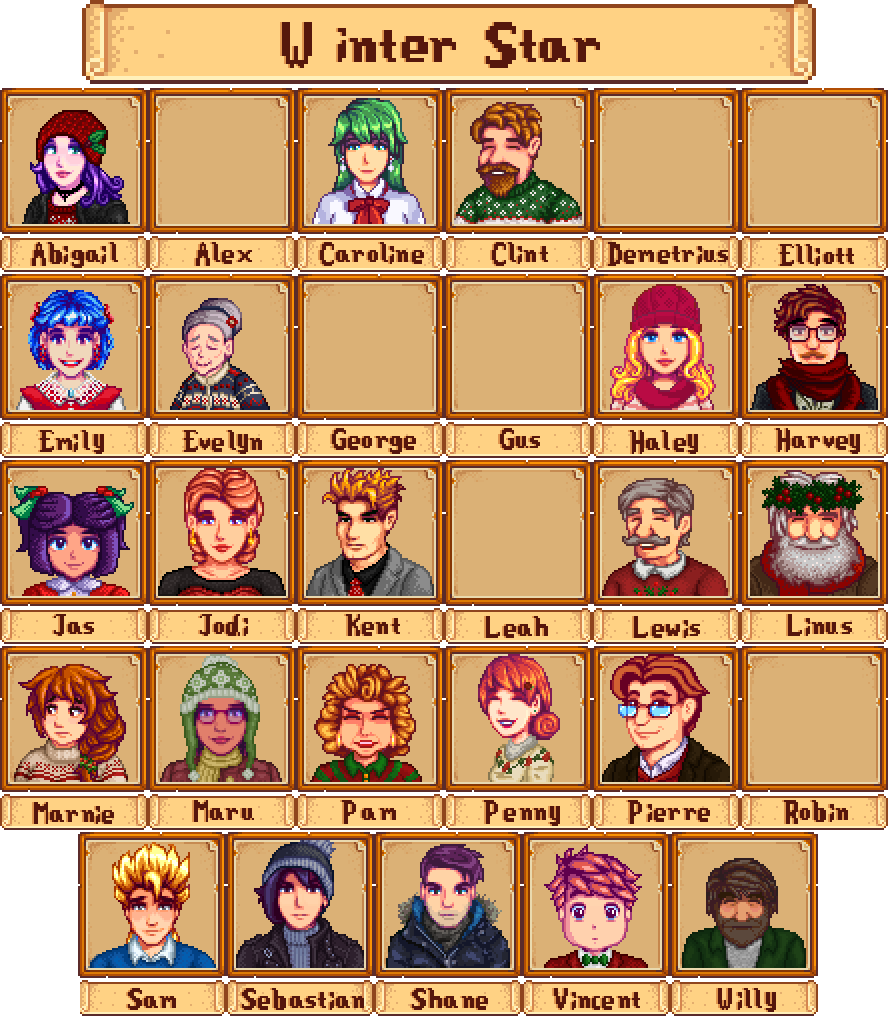 Winter Star
Abigail Alex Caroline Clint Demetrius Elliott
Emily Evelyn George Gus Haley Harvey
Jas Jodi Kent Leah Lewis Linus
Marnie Maru Pam Penny Pierre Robin
Sam Sebastian Shane Vincent Willy